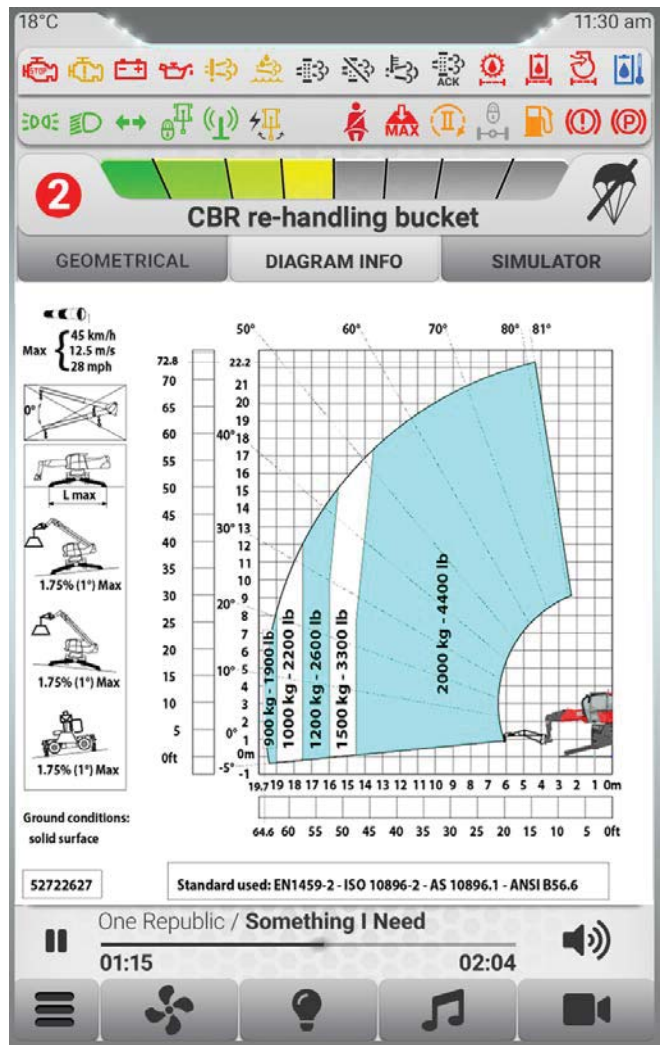 18°C 11:30 am
STOP
ACK
MAX
II
P
2
CBR re-handling bucket
GEOMETRICAL DIAGRAM INFO SIMULATOR
Max { 45 km/h
12.5 m/s
28 mph
0°
L max
1.75% (1°) Max
1.75% (1°) Max
1.75% (1°) Max
Ground conditions:
solid surface
52722627
50° 60° 70° 80° 81°
40°
30°
20°
10°
0°
-5°
72.8
70
65
60
55
50
45
40
35
30
25
20
15
10
5
0ft
22.2
21
20
19
18
17
16
15
14
13
12
11
10
9
8
7
6
5
4
3
2
1
0m
-1
900 kg - 1900 lb
1000 kg - 2200 lb
1200 kg - 2600 lb
1500 kg - 3300 lb
2000 kg - 4400 lb
19.7 19 18 17 16 15 14 13 12 11 10 9 8 7 6 5 4 3 2 1 0m
64.6 60 55 50 45 40 35 30 25 20 15 10 5 0ft
Standard used: EN1459-2 - ISO 10896-2 - AS 10896.1 - ANSI B56.6
One Republic / Something I Need
01:15 02:04